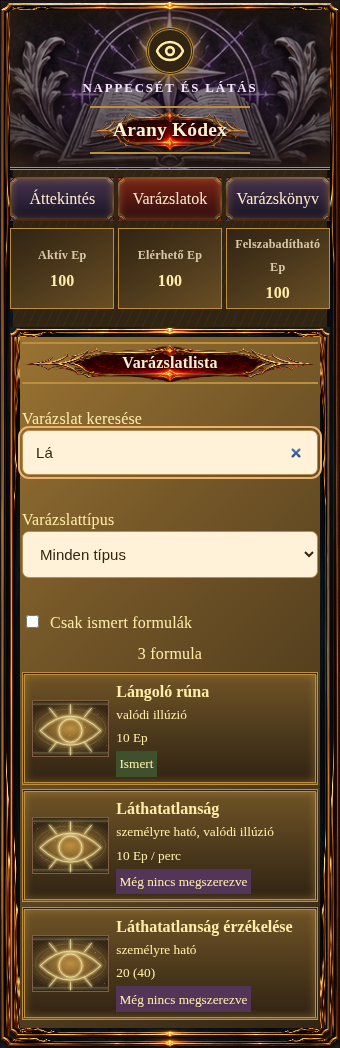 NAPPECSÉT ÉS LÁTÁS
Arany Kódex
Áttekintés
Varázslatok
Varázskönyv
Aktív Ep
100
Elérhető Ep
100
Felszabadítható
Ep
100
Varázslatlista
Varázslat keresése
Lá
Varázslattípus
Minden típus
Csak ismert formulák
3 formula
Lángoló rúna
valódi illúzió
10 Ep
Ismert
Láthatatlanság
személyre ható, valódi illúzió
10 Ep / perc
Még nincs megszerezve
Láthatatlanság érzékelése
személyre ható
20 (40)
Még nincs megszerezve